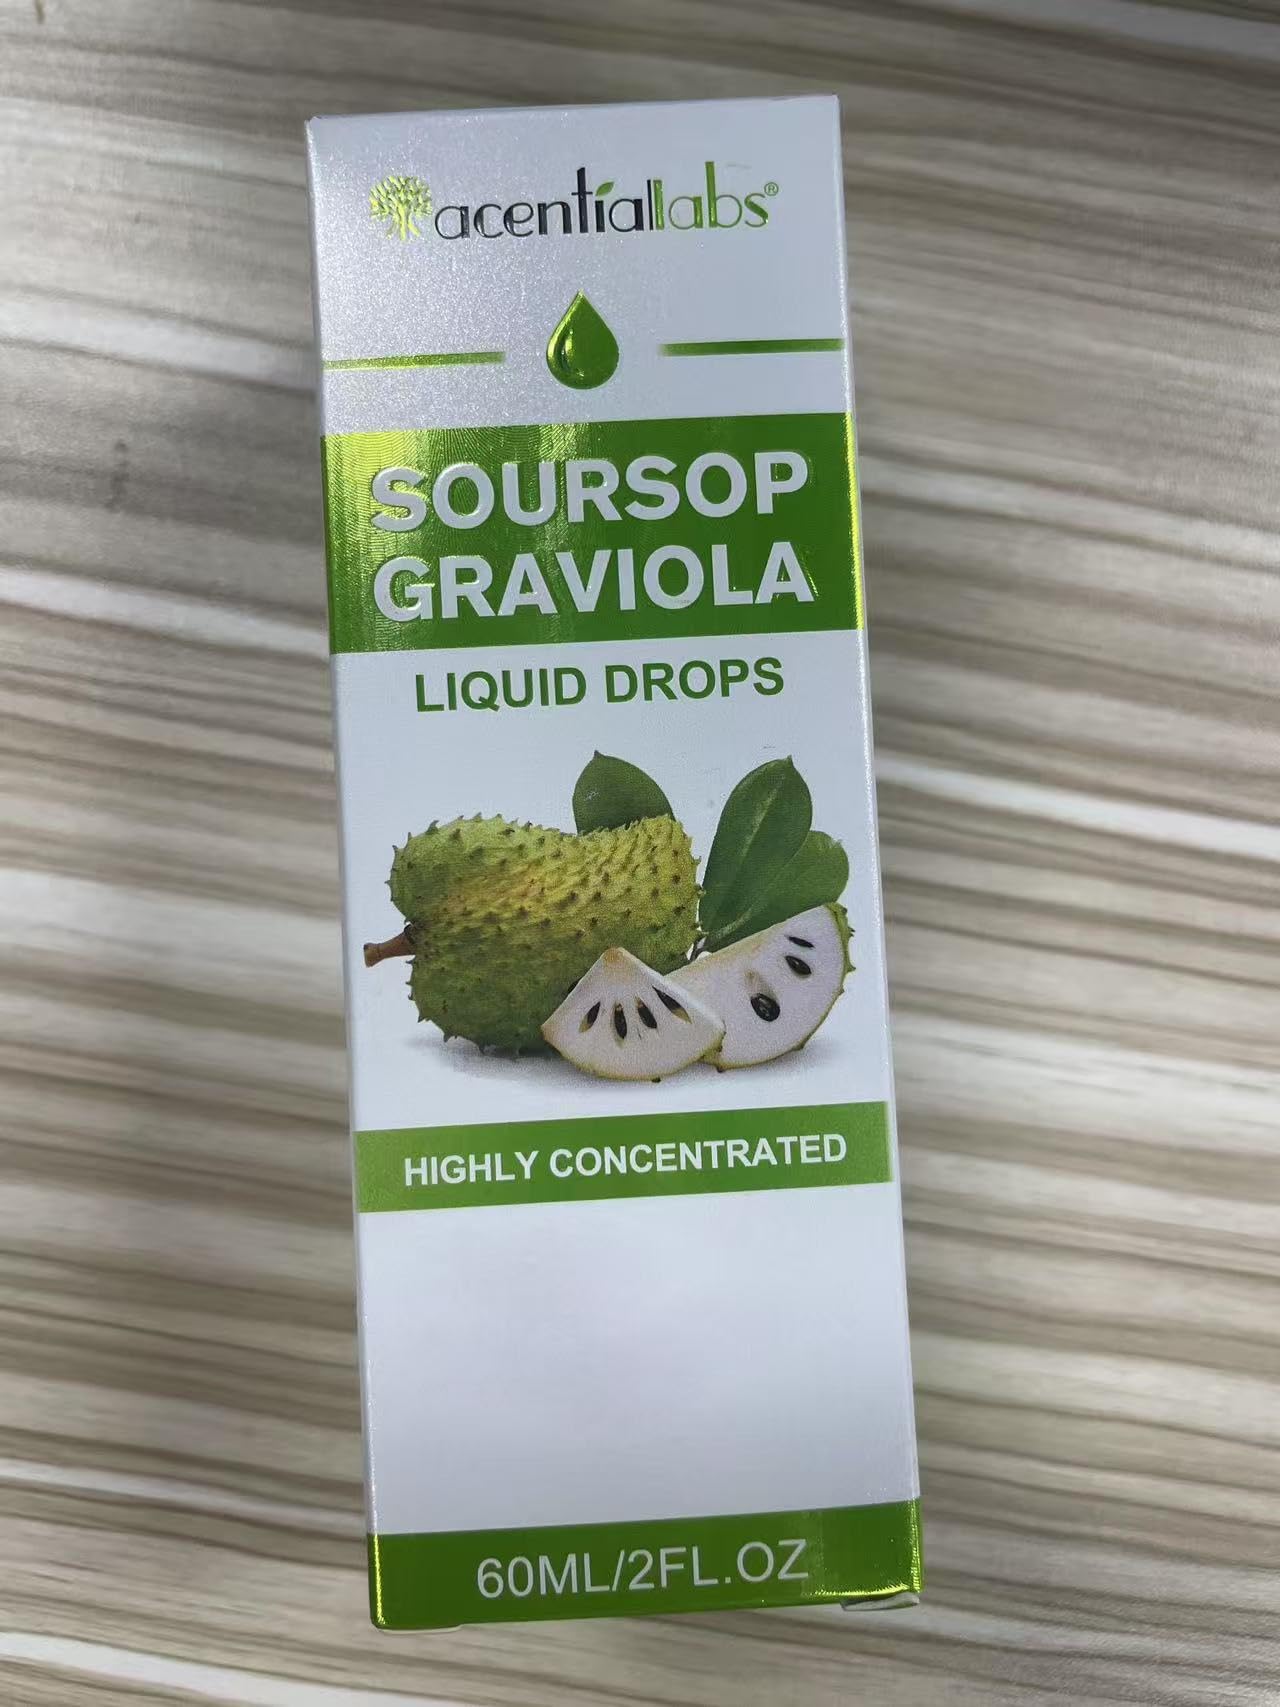 acentiallabs®
SOURSOP
GRAVIOLA
LIQUID DROPS
HIGHLY CONCENTRATED
60ML/2FL.OZ